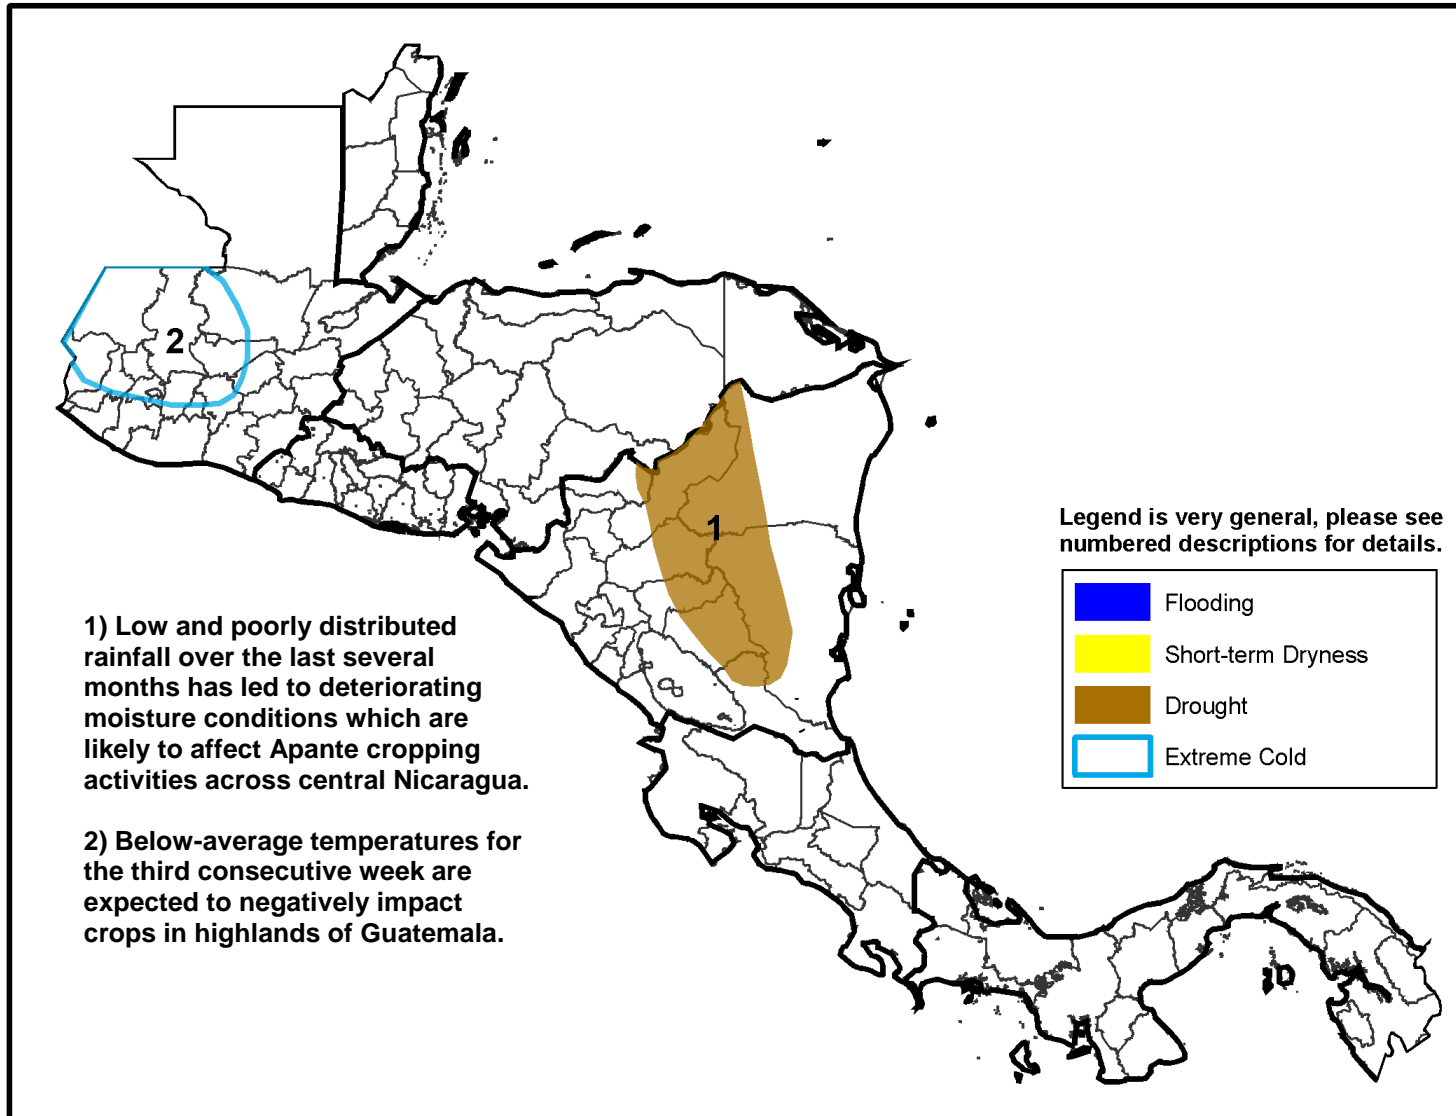 2
1
Legend is very general, please see
numbered descriptions for details.
Flooding
Short-term Dryness
Drought
Extreme Cold
1) Low and poorly distributed
rainfall over the last several
months has led to deteriorating
moisture conditions which are
likely to affect Apante cropping
activities across central Nicaragua.
2) Below-average temperatures for
the third consecutive week are
expected to negatively impact
crops in highlands of Guatemala.